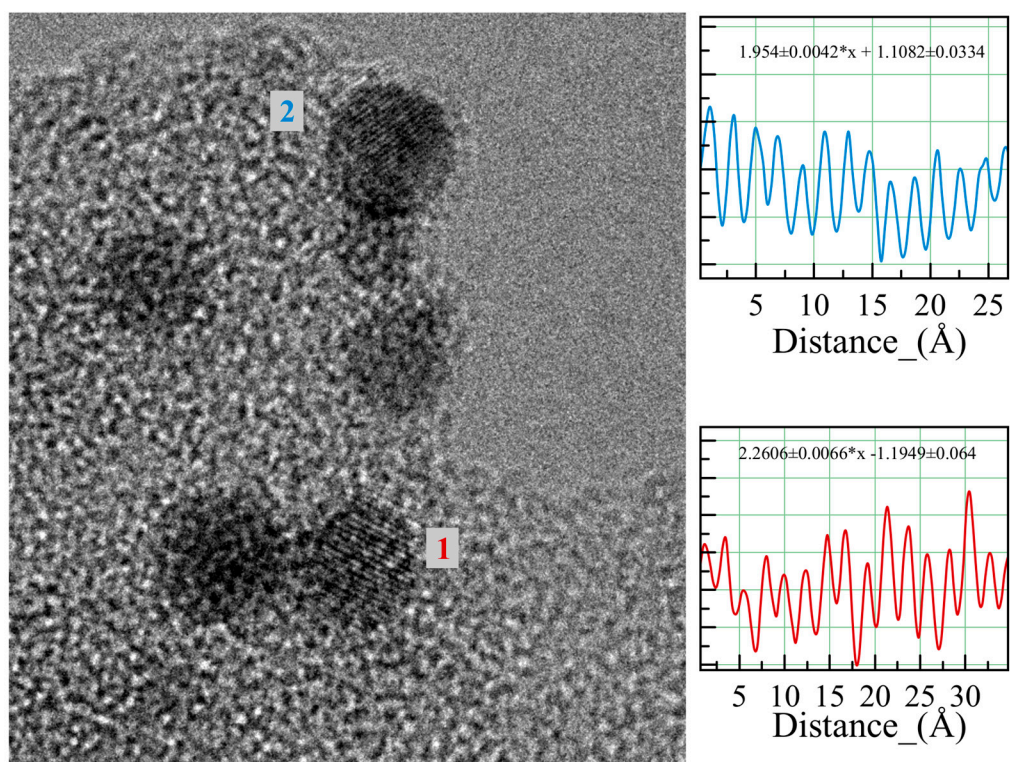 2
1
1.954±0.0042*x + 1.1082±0.0334
5 10 15 20 25
Distance_(Å)
2.2606±0.0066*x -1.1949±0.064
5 10 15 20 25 30
Distance_(Å)